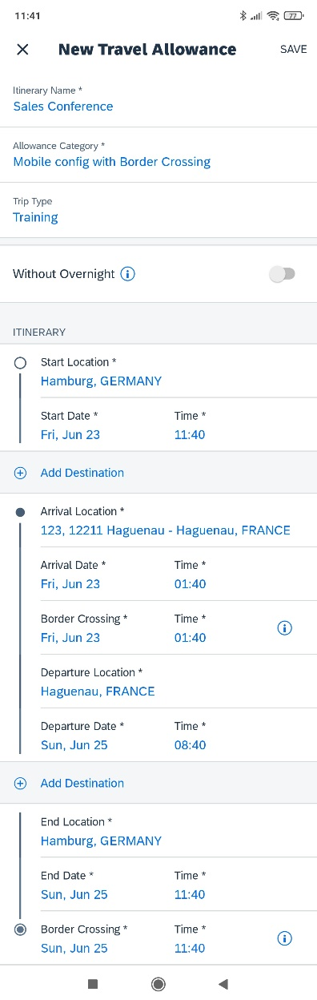 11:41
77
New Travel Allowance
SAVE
Itinerary Name *
Sales Conference
Allowance Category *
Mobile config with Border Crossing
Trip Type
Training
Without Overnight
ITINERARY
Start Location *
Hamburg, GERMANY
Start Date * Time *
Fri, Jun 23 11:40
Add Destination
Arrival Location *
123, 12211 Haguenau - Haguenau, FRANCE
Arrival Date * Time *
Fri, Jun 23 01:40
Border Crossing * Time *
Fri, Jun 23 01:40
Departure Location *
Haguenau, FRANCE
Departure Date * Time *
Sun, Jun 25 08:40
Add Destination
End Location *
Hamburg, GERMANY
End Date * Time *
Sun, Jun 25 11:40
Border Crossing * Time *
Sun, Jun 25 11:40